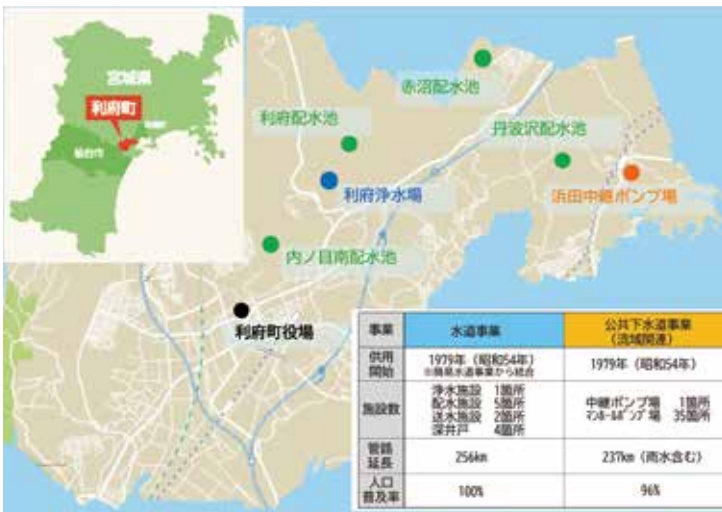 宮城県
利府町
仙台市
赤沼配水池
利府配水池
丹波沢配水池
利府浄水場
浜田中継ポンプ場
内ノ目南配水池
利府町役場
事業 水道事業 公共下水道事業
(流域関連)
供用
開始
1979年(昭和54年)
※簡易水道事業から統合
1979年(昭和54年)
施設数
浄水施設 1箇所
配水施設 5箇所
送水施設 2箇所
深井戸 4箇所
中継ポンプ場 1箇所
マンホールポンプ場 35箇所
管路
延長
256km
237km(雨水含む)
人口
普及率
100%
96%